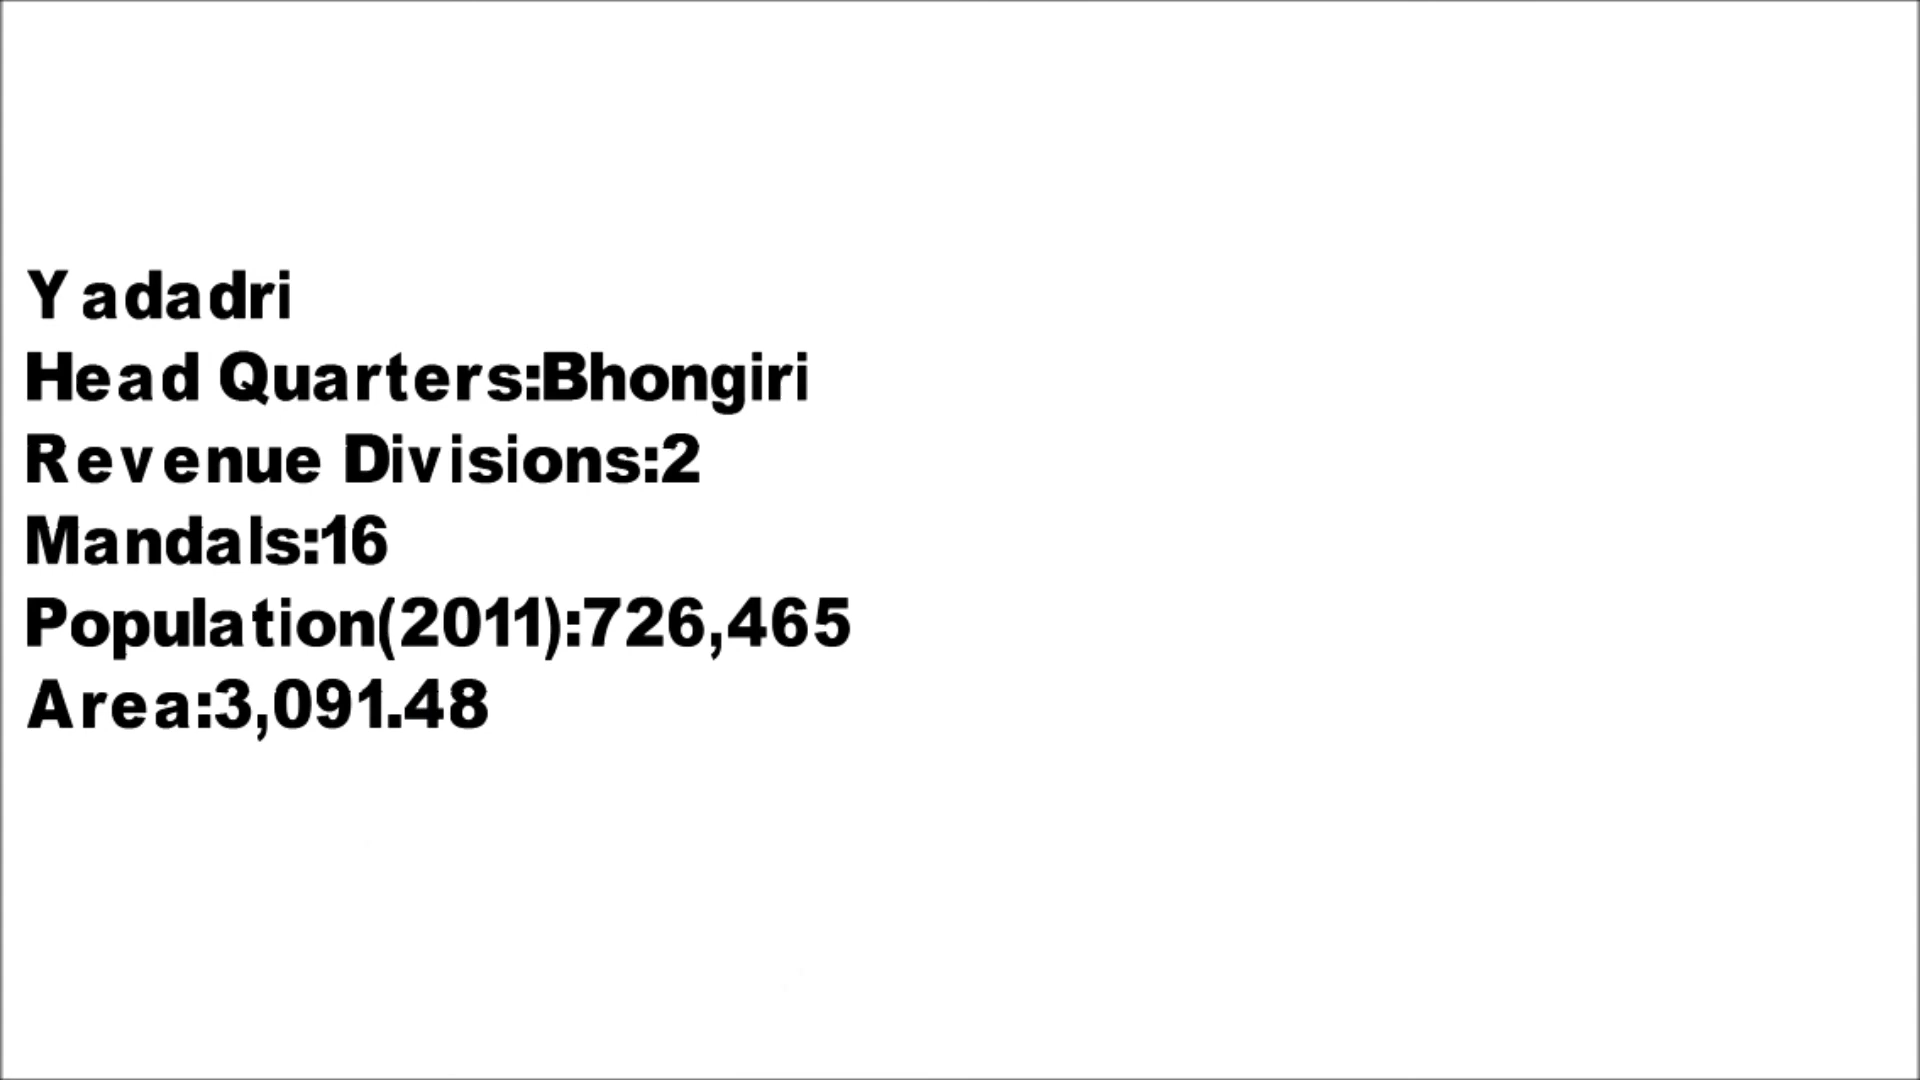 Yadadri
Head Quarters:Bhongiri
Revenue Divisions:2
Mandals:16
Population(2011):726,465
Area:3,091.48